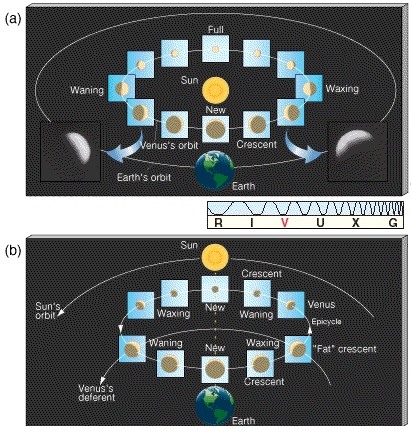 (a)
Full
Waning
Sun
Waxing
New
Venus's orbit
Crescent
Earth's orbit
Earth
R I V U X G
(b)
Sun
Sun's
orbit
Crescent
Waxing
New
Waning
Venus
Epicycle
Waning
New
Waxing
"Fat" crescent
Crescent
Venus's
deferent
Earth